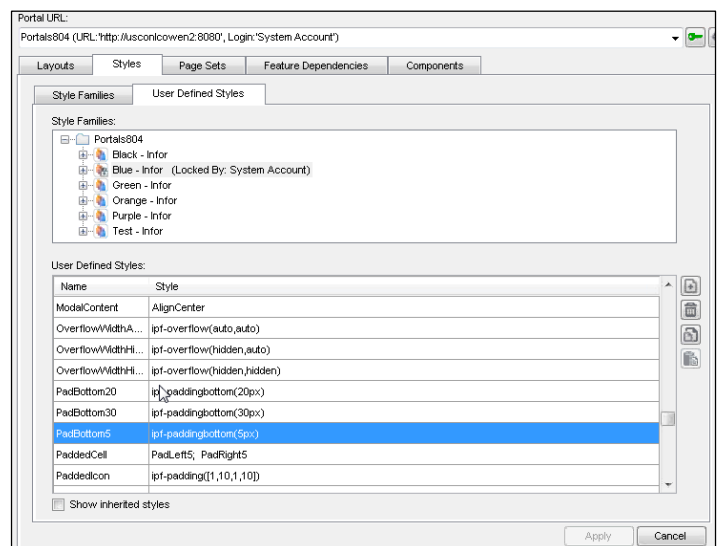 Portal URL:
Portals804 (URL:'http://usconlcowen2:8080', Login:'System Account')
Layouts Styles Page Sets Feature Dependencies Components
Style Families User Defined Styles
Style Families:
Portals804
Black - Infor
Blue - Infor (Locked By: System Account)
Green - Infor
Orange - Infor
Purple - Infor
Test - Infor
User Defined Styles:
Name Style
ModalContent AlignCenter
OverflowWidthA... ipf-overflow(auto,auto)
OverflowWidthHi... ipf-overflow(hidden,auto)
OverflowWidthHi... ipf-overflow(hidden,hidden)
PadBottom20 ipf-paddingbottom(20px)
PadBottom30 ipf-paddingbottom(30px)
PadBottom5 ipf-paddingbottom(5px)
PaddedCell PadLeft5; PadRight5
PaddedIcon ipf-padding([1,10,1,10])
Show inherited styles
Apply Cancel